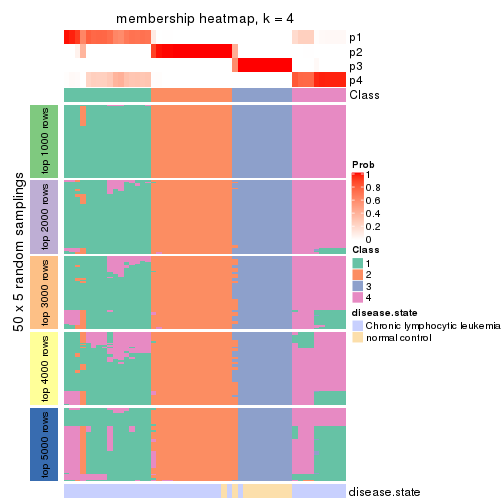 membership heatmap, k = 4
p1
p2
p3
p4
Class
50 x 5 random samplings
top 1000 rows
top 2000 rows
top 3000 rows
top 4000 rows
top 5000 rows
Prob
1
0.8
0.6
0.4
0.2
0
Class
1
2
3
4
disease.state
Chronic lymphocytic leukemia
normal control
disease.state